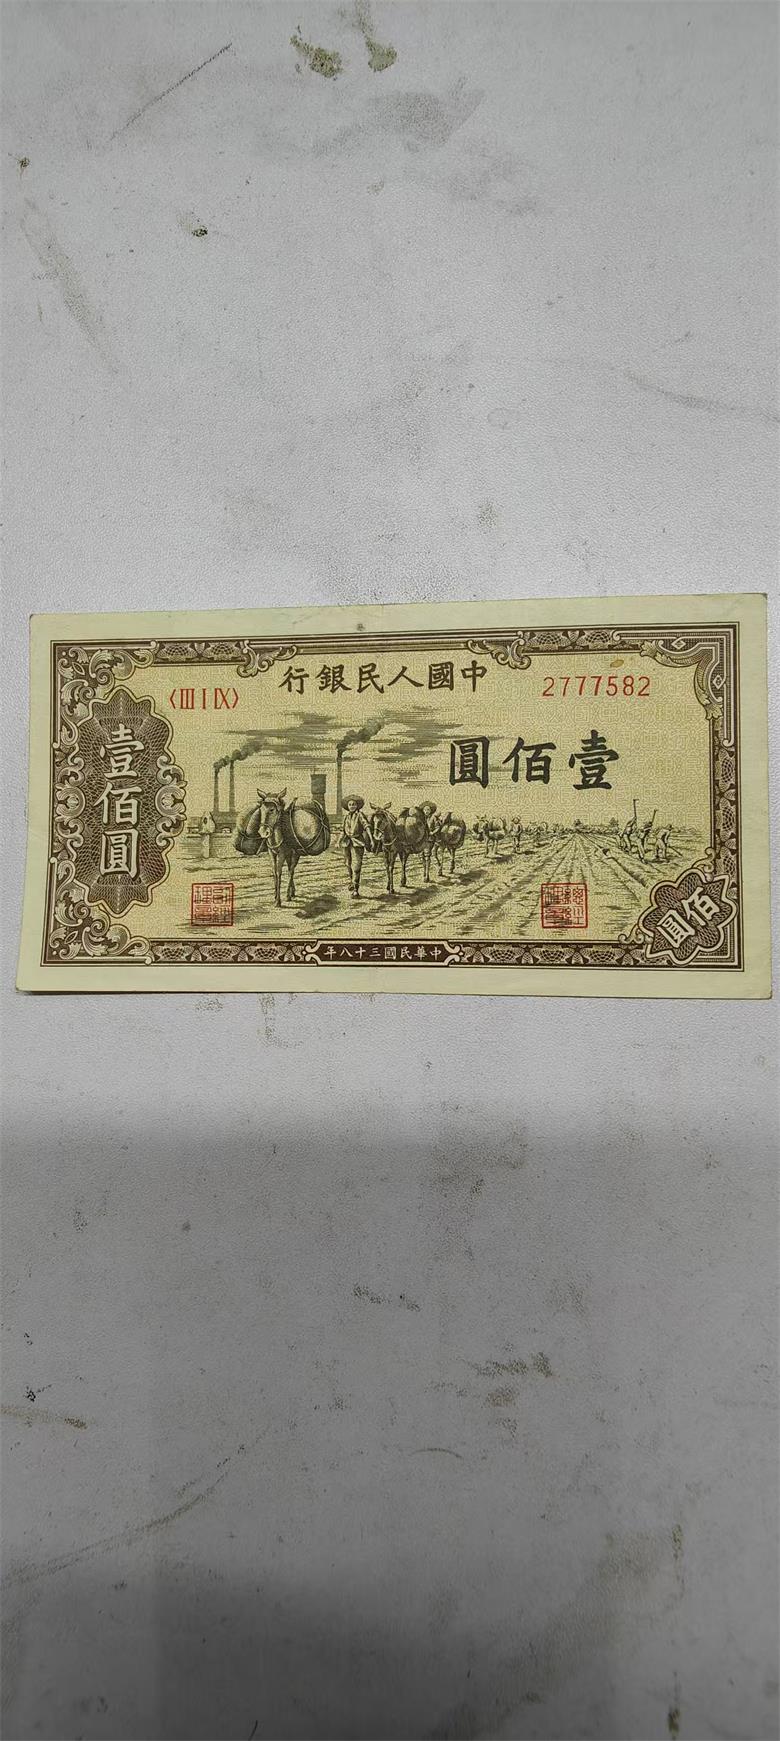 行銀民人國中
〈III I IX〉
2777582
圓佰壹
壹佰圓
佰圓
年八十三國民華中